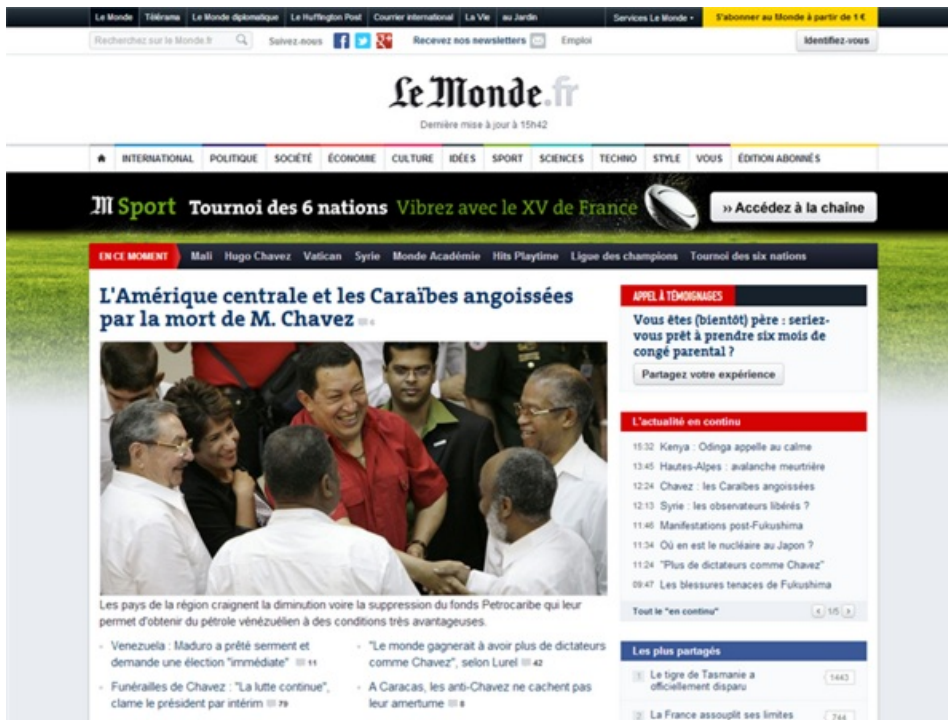 Le Monde Télérama Le Monde diplomatique Le Huffington Post Courrier international La Vie au Jardin Services Le Monde S'abonner au Monde à partir de 1 €
Recherchez sur le Monde.fr Suivez-nous Recevez nos newsletters Emploi Identifiez-vous
Le Monde.fr
Dernière mise à jour à 15h42
INTERNATIONAL POLITIQUE SOCIÉTÉ ÉCONOMIE CULTURE IDÉES SPORT SCIENCES TECHNO STYLE VOUS ÉDITION ABONNÉS
M Sport Tournoi des 6 nations Vibrez avec le XV de France ›› Accédez à la chaîne
EN CE MOMENT Mali Hugo Chavez Vatican Syrie Monde Académie Hits Playtime Ligue des champions Tournoi des six nations
L'Amérique centrale et les Caraïbes angoissées
par la mort de M. Chavez 6
Les pays de la région craignent la diminution voire la suppression du fonds Petrocaribe qui leur
permet d'obtenir du pétrole vénézuélien à des conditions très avantageuses.
Venezuela : Maduro a prêté serment et
demande une élection "immédiate" 11
Funérailles de Chavez : "La lutte continue",
clame le président par intérim 79
"Le monde gagnerait à avoir plus de dictateurs
comme Chavez", selon Lurel 42
A Caracas, les anti-Chavez ne cachent pas
leur amertume 8
APPEL À TÉMOIGNAGES
Vous êtes (bientôt) père : seriez-
vous prêt à prendre six mois de
congé parental ?
Partagez votre expérience
L'actualité en continu
15:32 Kenya : Odinga appelle au calme
13:45 Hautes-Alpes : avalanche meurtrière
12:24 Chavez : les Caraïbes angoissées
12:13 Syrie : les observateurs libérés ?
11:46 Manifestations post-Fukushima
11:34 Où en est le nucléaire au Japon ?
11:24 "Plus de dictateurs comme Chavez"
09:47 Les blessures tenaces de Fukushima
Tout le "en continu" 1/5
Les plus partagés
1 Le tigre de Tasmanie a 1443
officiellement disparu
2 La France assouplit ses limites 744